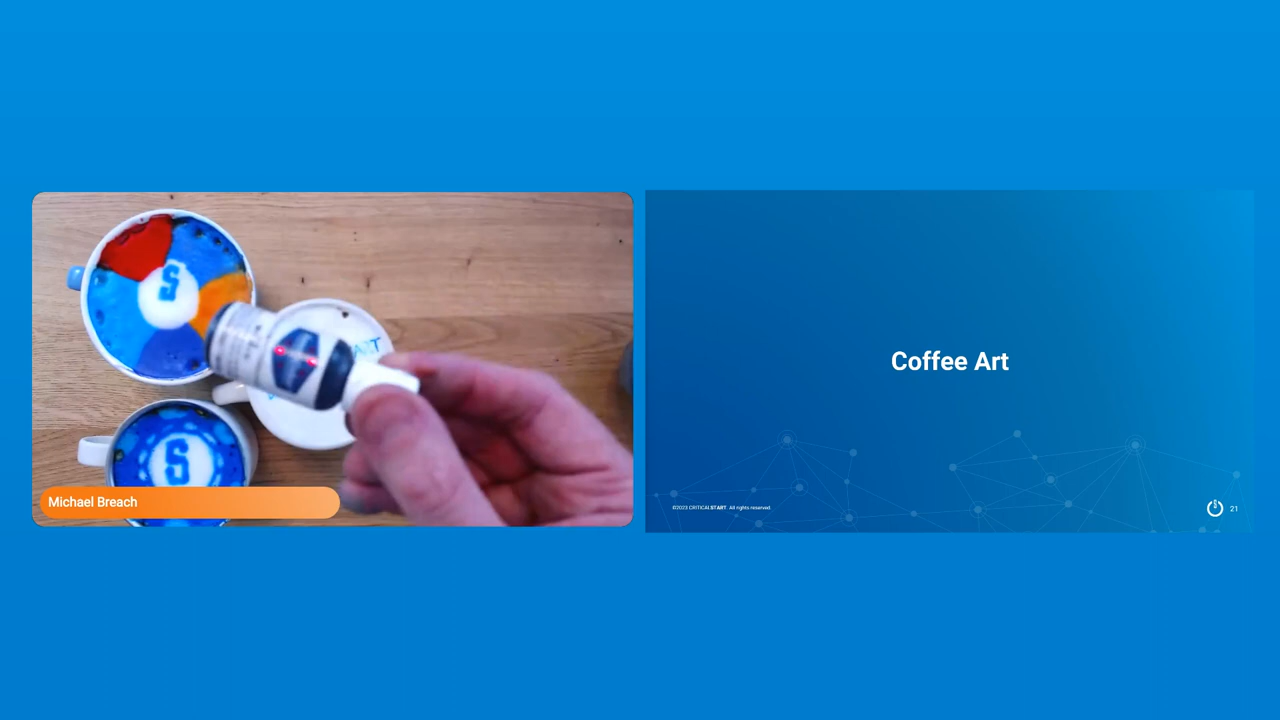 S
S
Michael Breach
Coffee Art
©2023 CRITICALSTART. All rights reserved.
21